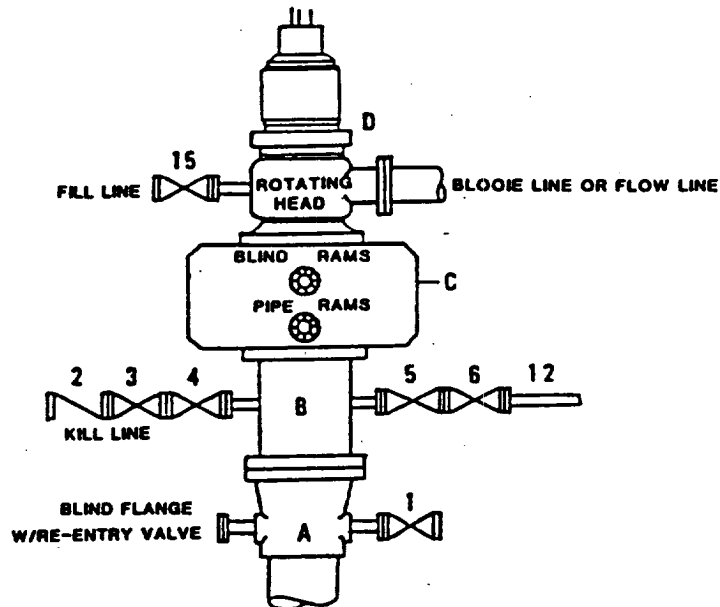 D
15
FILL LINE
ROTATING
HEAD
BLOOIE LINE OR FLOW LINE
BLIND RAMS
C
PIPE RAMS
2 3 4
5 6 12
B
KILL LINE
BLIND FLANGE
W/RE-ENTRY VALVE
1
A